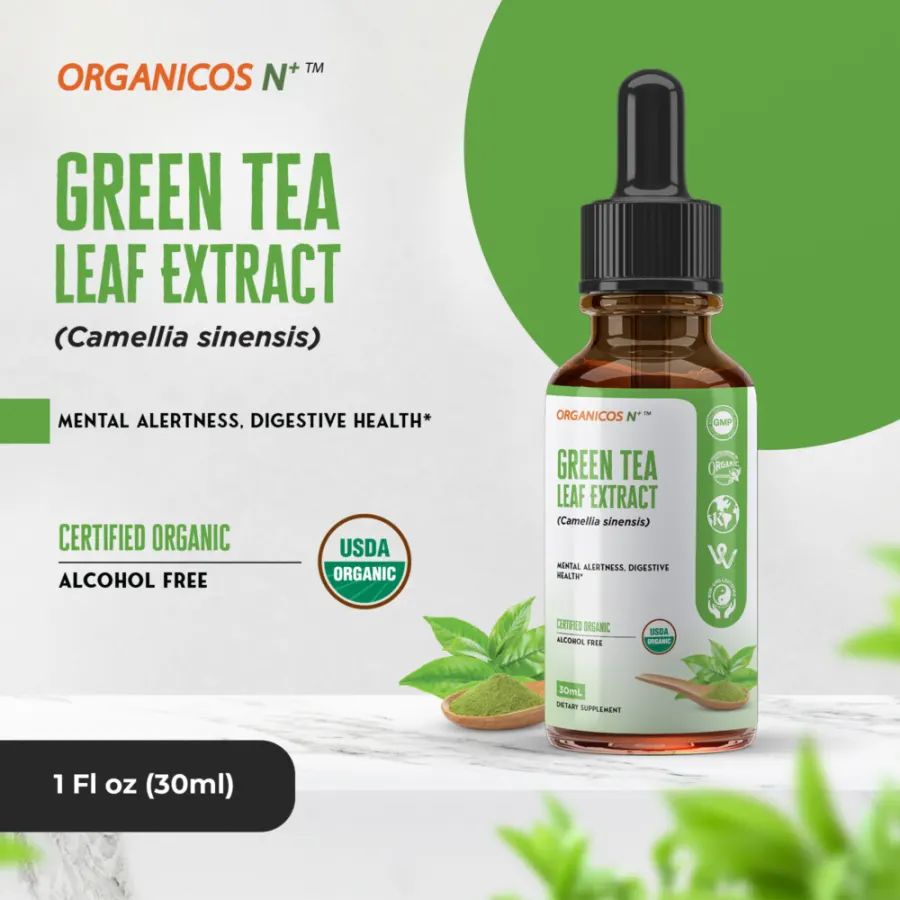 ORGANICOS N+ ™
GREEN TEA
LEAF EXTRACT
(Camellia sinensis)
MENTAL ALERTNESS, DIGESTIVE HEALTH*
CERTIFIED ORGANIC
ALCOHOL FREE
USDA
ORGANIC
1 Fl oz (30ml)
ORGANICOS N+ ™
GREEN TEA
LEAF EXTRACT
(Camellia sinensis)
MENTAL ALERTNESS, DIGESTIVE
HEALTH*
CERTIFIED ORGANIC
ALCOHOL FREE
USDA
ORGANIC
30mL
DIETARY SUPPLEMENT
GMP
ORGANIC
K